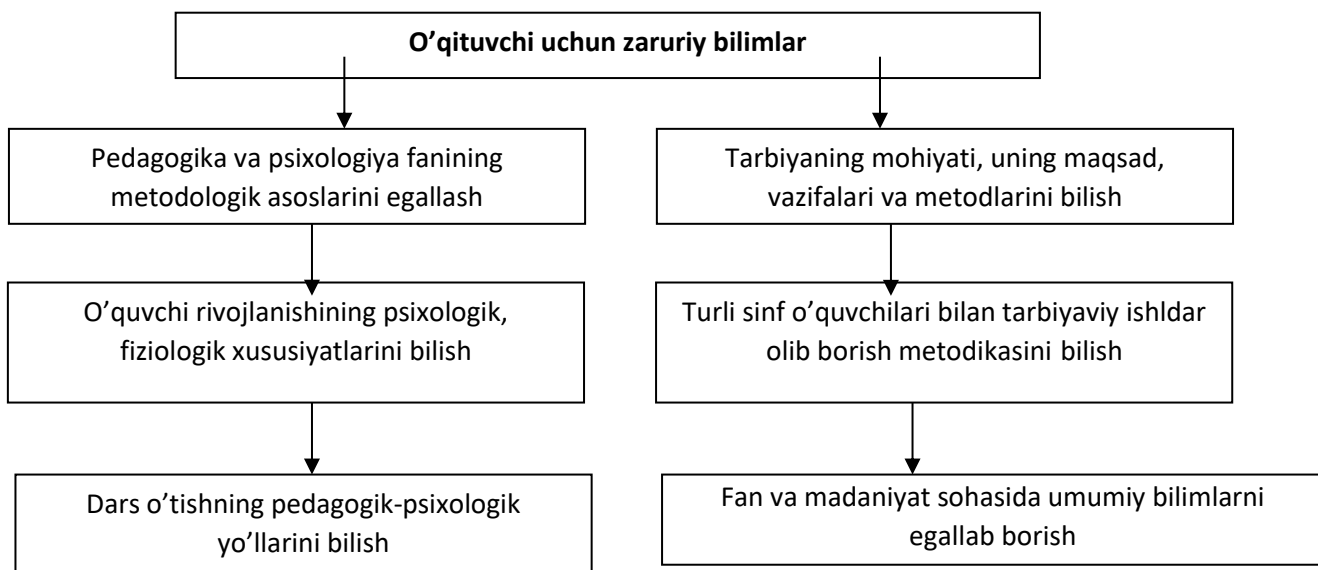 O’qituvchi uchun zaruriy bilimlar
Pedagogika va psixologiya fanining
metodologik asoslarini egallash
Tarbiyaning mohiyati, uning maqsad,
vazifalari va metodlarini bilish
O’quvchi rivojlanishining psixologik,
fiziologik xususiyatlarini bilish
Turli sinf o’quvchilari bilan tarbiyaviy ishldar
olib borish metodikasini bilish
Dars o’tishning pedagogik-psixologik
yo’llarini bilish
Fan va madaniyat sohasida umumiy bilimlarni
egallab borish